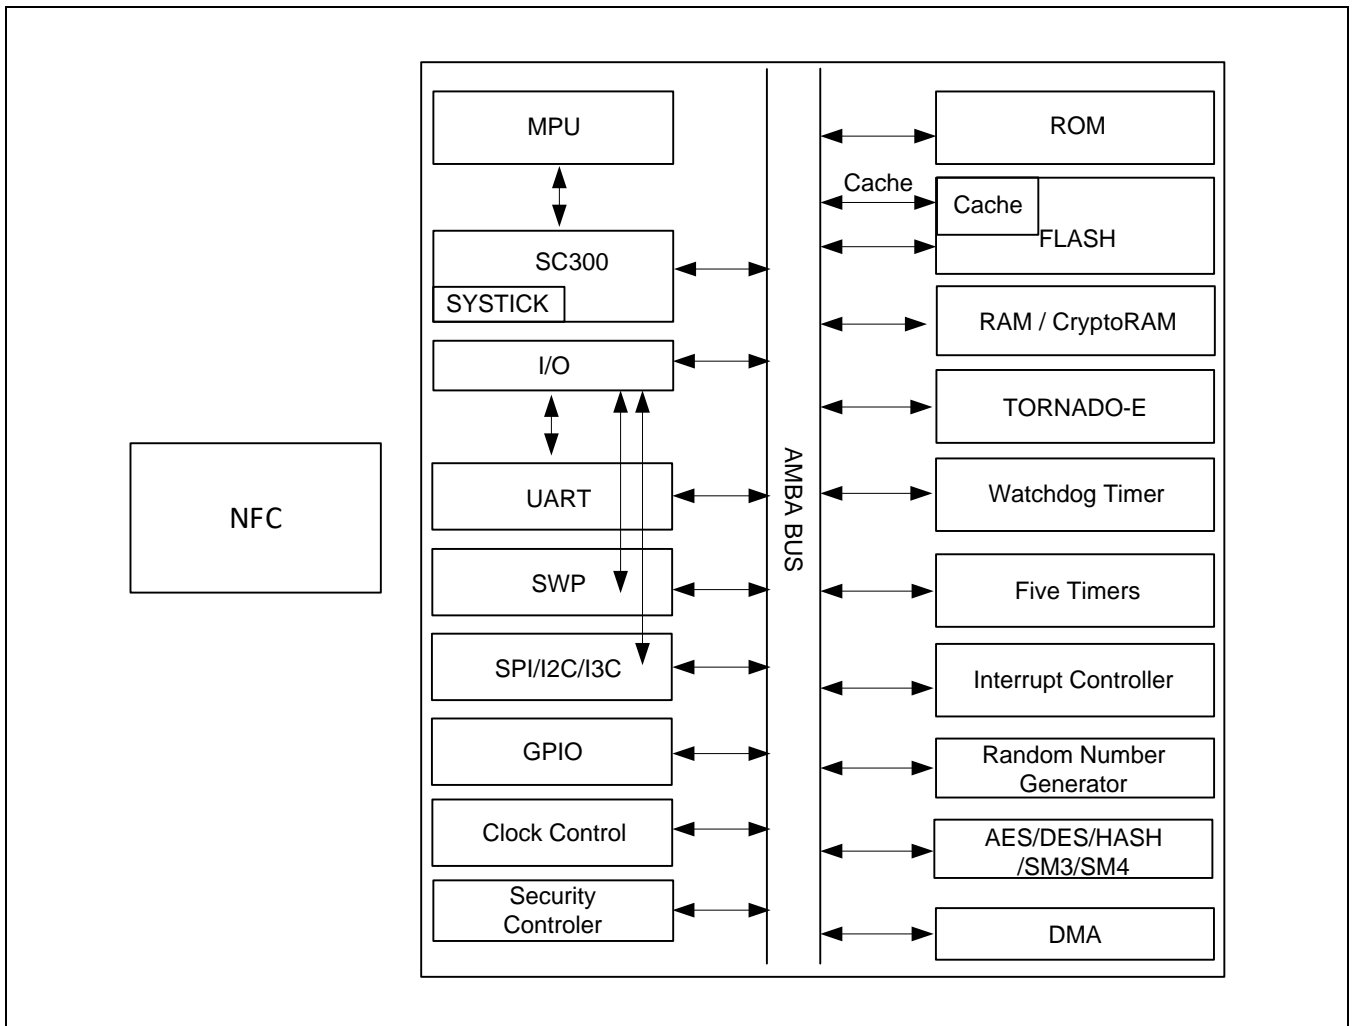 MPU
SC300
SYSTICK
I/O
UART
SWP
SPI/I2C/I3C
GPIO
Clock Control
Security
Controler
NFC
AMBA BUS
ROM
Cache
Cache
FLASH
RAM / CryptoRAM
TORNADO-E
Watchdog Timer
Five Timers
Interrupt Controller
Random Number
Generator
AES/DES/HASH
/SM3/SM4
DMA